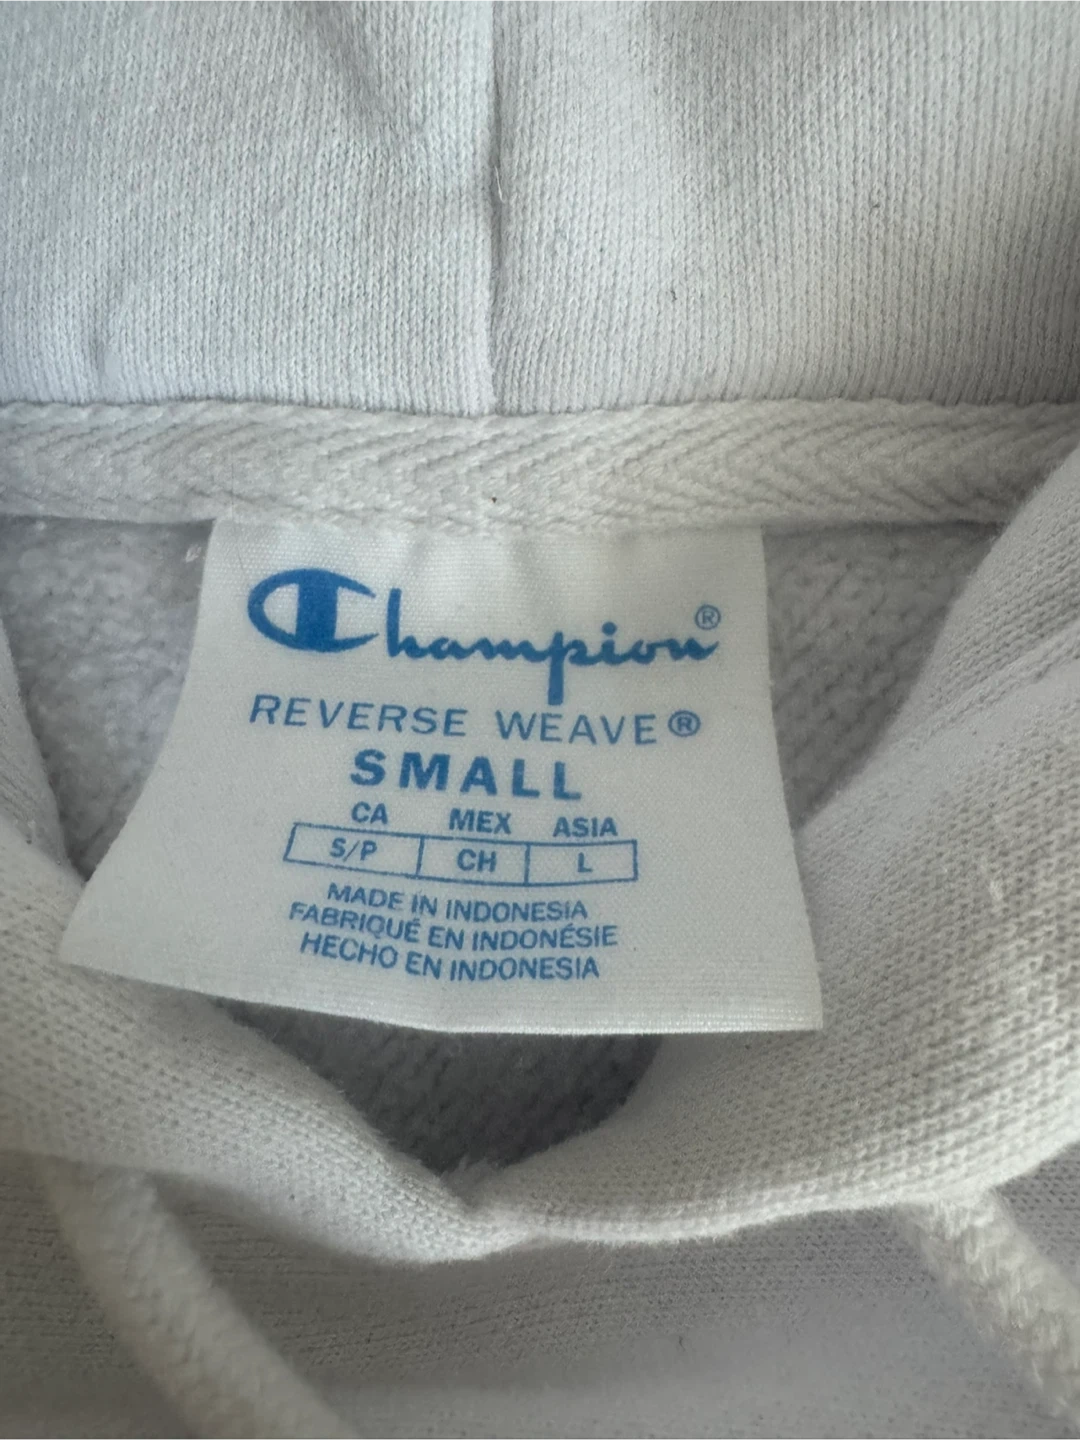 Champion®
REVERSE WEAVE®
SMALL
CA MEX ASIA
S/P CH L
MADE IN INDONESIA
FABRIQUÉ EN INDONÉSIE
HECHO EN INDONESIA